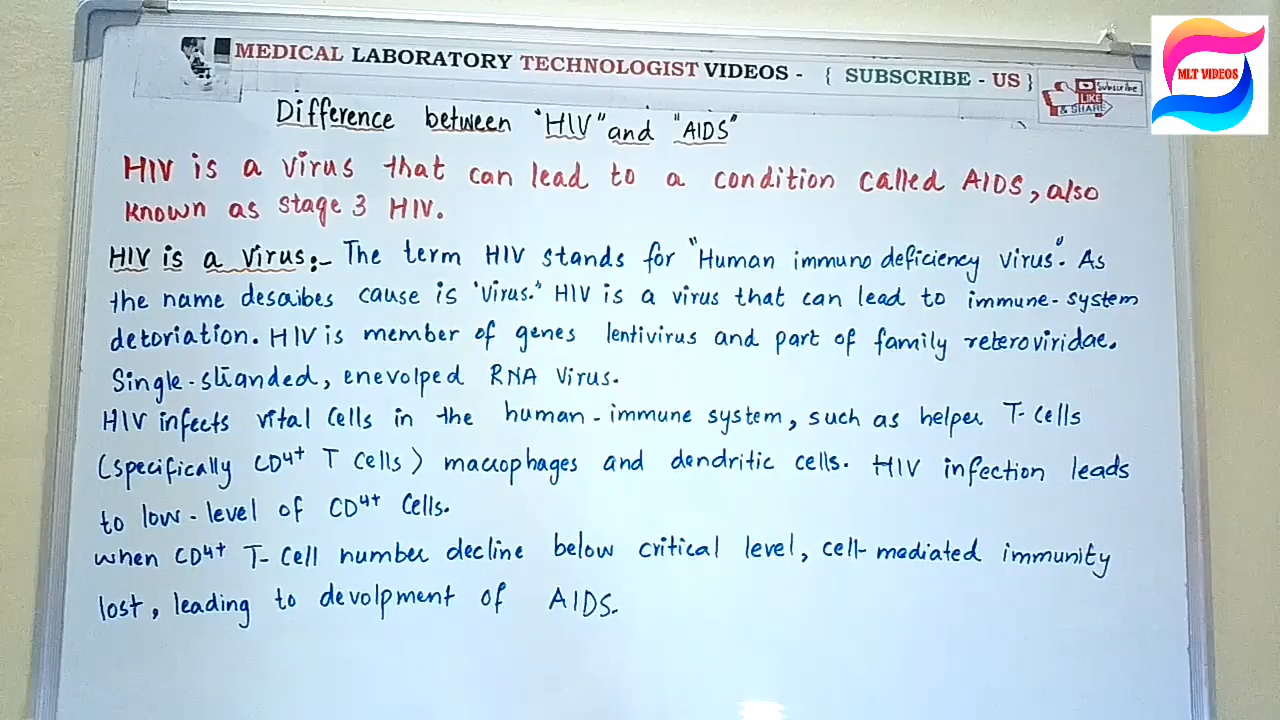 MEDICAL LABORATORY TECHNOLOGIST VIDEOS - { SUBSCRIBE - US }
Subscribe
LIKE
& SHARE
MLT VIDEOS
Difference between "HIV" and "AIDS"
HIV is a virus that can lead to a condition called AIDS, also
known as stage 3 HIV.
HIV is a virus:- The term HIV stands for "Human immuno deficiency virus". As
the name describes cause is "virus." HIV is a virus that can lead to immune-system
detoriation. HIV is member of genes lentivirus and part of family reteroviridae.
Single-stranded, enevolped RNA Virus.
HIV infects vital cells in the human-immune system, such as helper T-cells
(specifically CD4+ T cells) macrophages and dendritic cells. HIV infection leads
to low-level of CD4+ cells.
when CD4+ T-cell number decline below critical level, cell-mediated immunity
lost, leading to devolpment of AIDS.